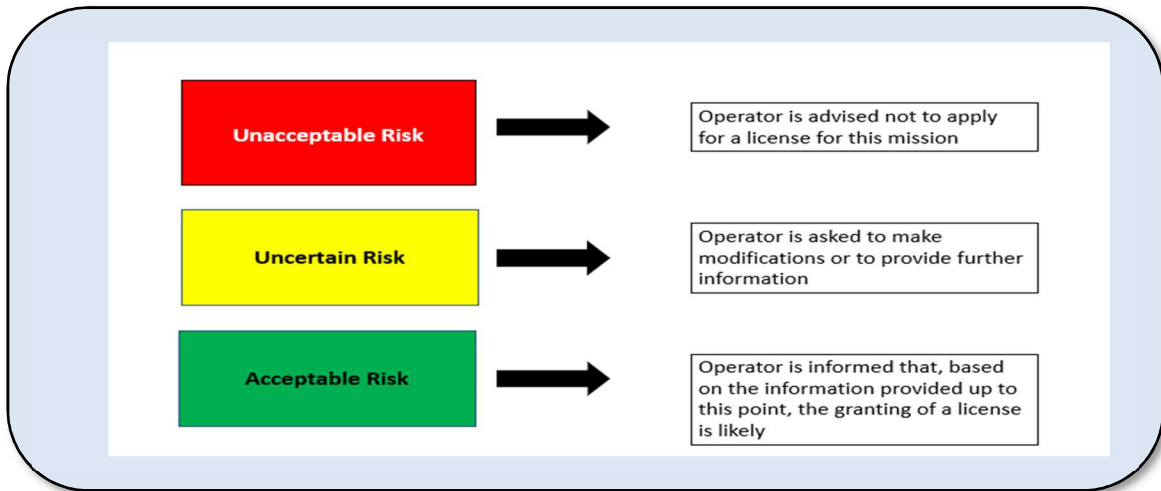 Unacceptable Risk
Operator is advised not to apply
for a license for this mission
Uncertain Risk
Operator is asked to make
modifications or to provide further
information
Acceptable Risk
Operator is informed that, based
on the information provided up to
this point, the granting of a license
is likely